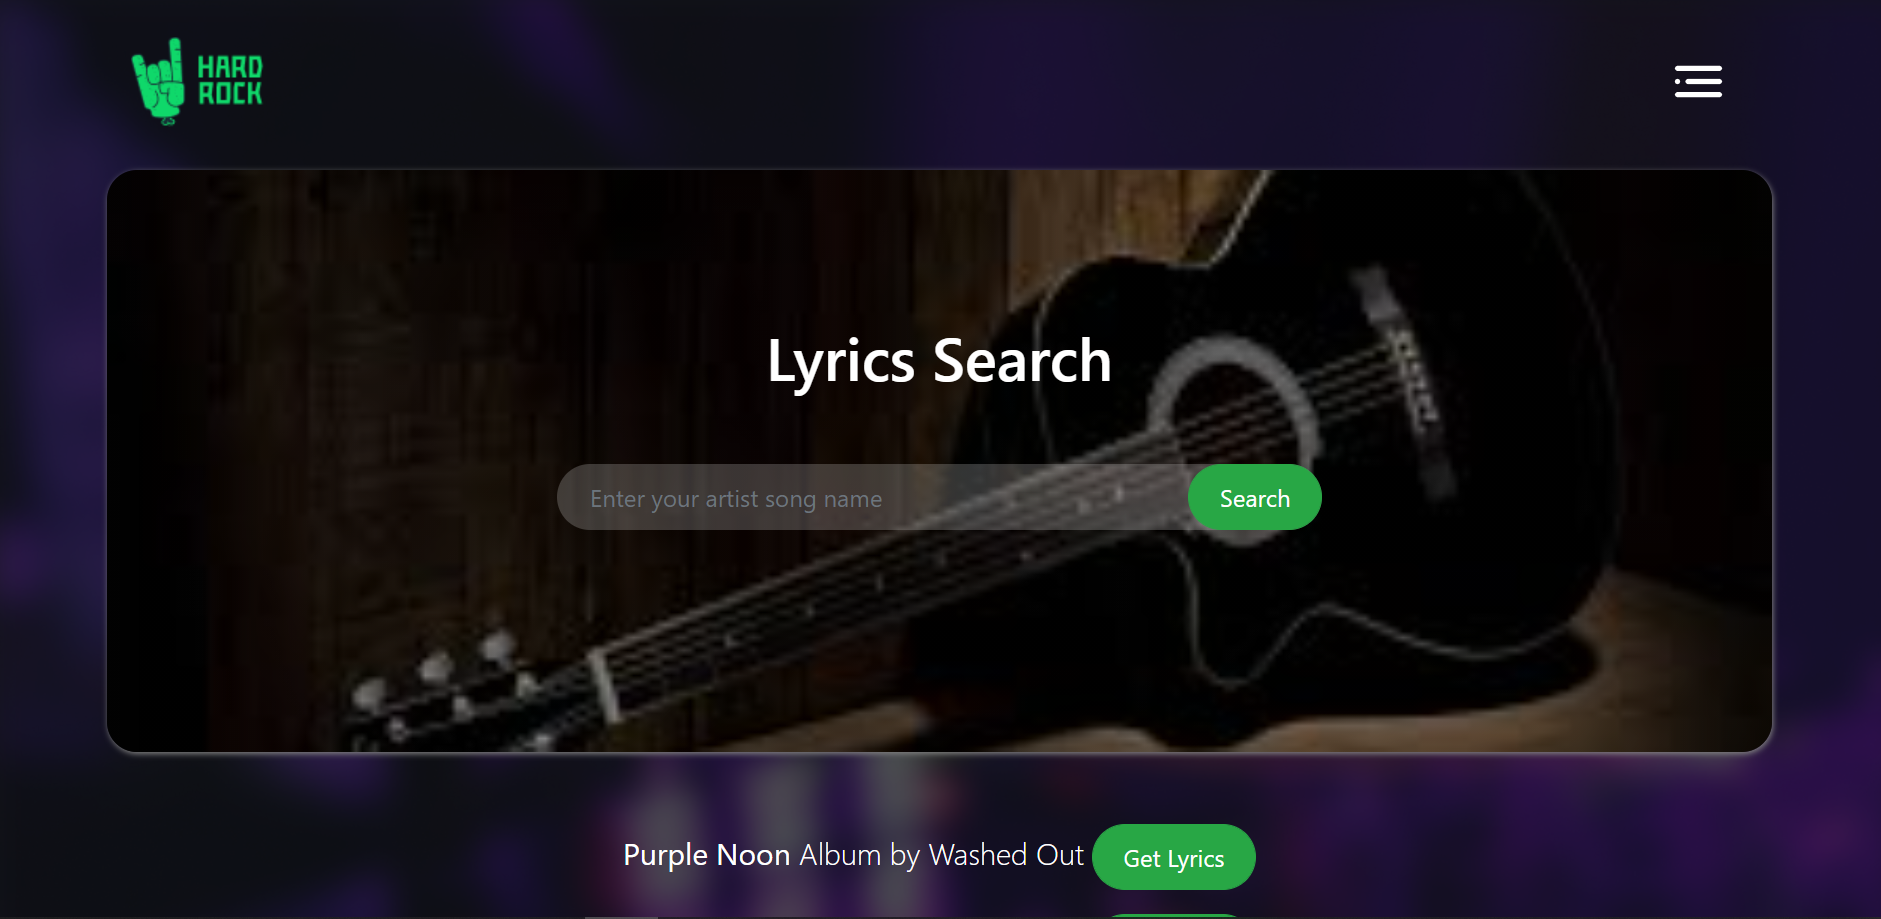 HARD
ROCK
Lyrics Search
Enter your artist song name
Search
Purple Noon Album by Washed Out
Get Lyrics